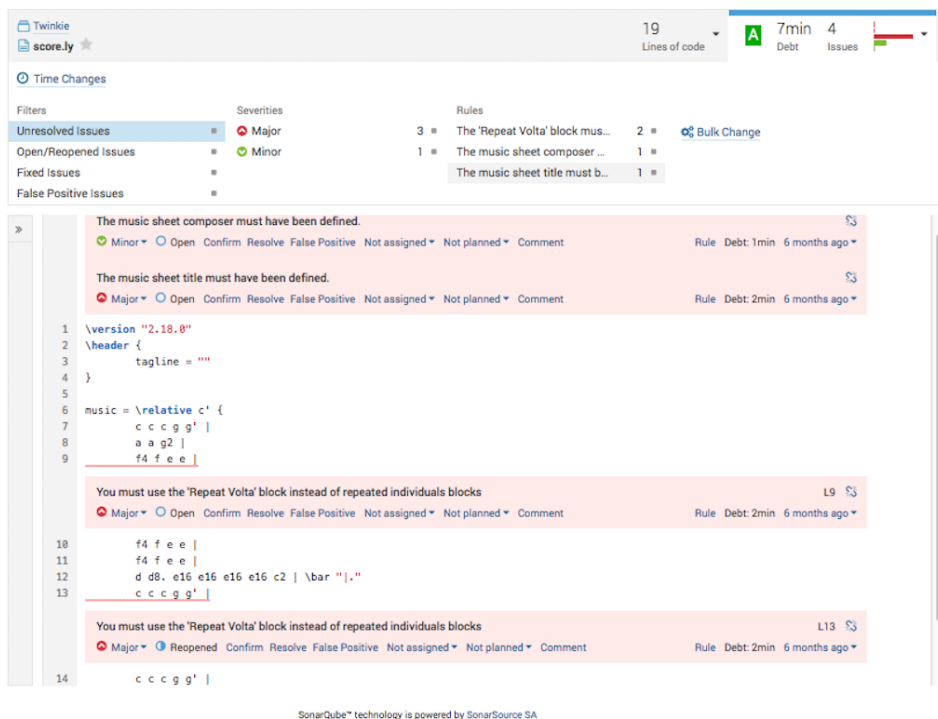 Twinkie
score.ly
19
Lines of code
A
7min
Debt
4
Issues
Time Changes
Filters
Severities
Rules
Unresolved Issues
Major 3
The 'Repeat Volta' block mus... 2
Bulk Change
Open/Reopened Issues
Minor 1
The music sheet composer ... 1
Fixed Issues
The music sheet title must b... 1
False Positive Issues
»
The music sheet composer must have been defined.
Minor Open Confirm Resolve False Positive Not assigned Not planned Comment Rule Debt: 1min 6 months ago
The music sheet title must have been defined.
Major Open Confirm Resolve False Positive Not assigned Not planned Comment Rule Debt: 2min 6 months ago
1 \version "2.18.0"
2 \header {
3 tagline = ""
4 }
5
6 music = \relative c' {
7 c c c g g' |
8 a a g2 |
9 f4 f e e |
You must use the 'Repeat Volta' block instead of repeated individuals blocks L9
Major Open Confirm Resolve False Positive Not assigned Not planned Comment Rule Debt: 2min 6 months ago
10 f4 f e e |
11 f4 f e e |
12 d d8. e16 e16 e16 e16 c2 | \bar "|."
13 c c c g g' |
You must use the 'Repeat Volta' block instead of repeated individuals blocks L13
Major Reopened Confirm Resolve False Positive Not assigned Not planned Comment Rule Debt: 2min 6 months ago
14 c c c g g' |
SonarQube™ technology is powered by SonarSource SA